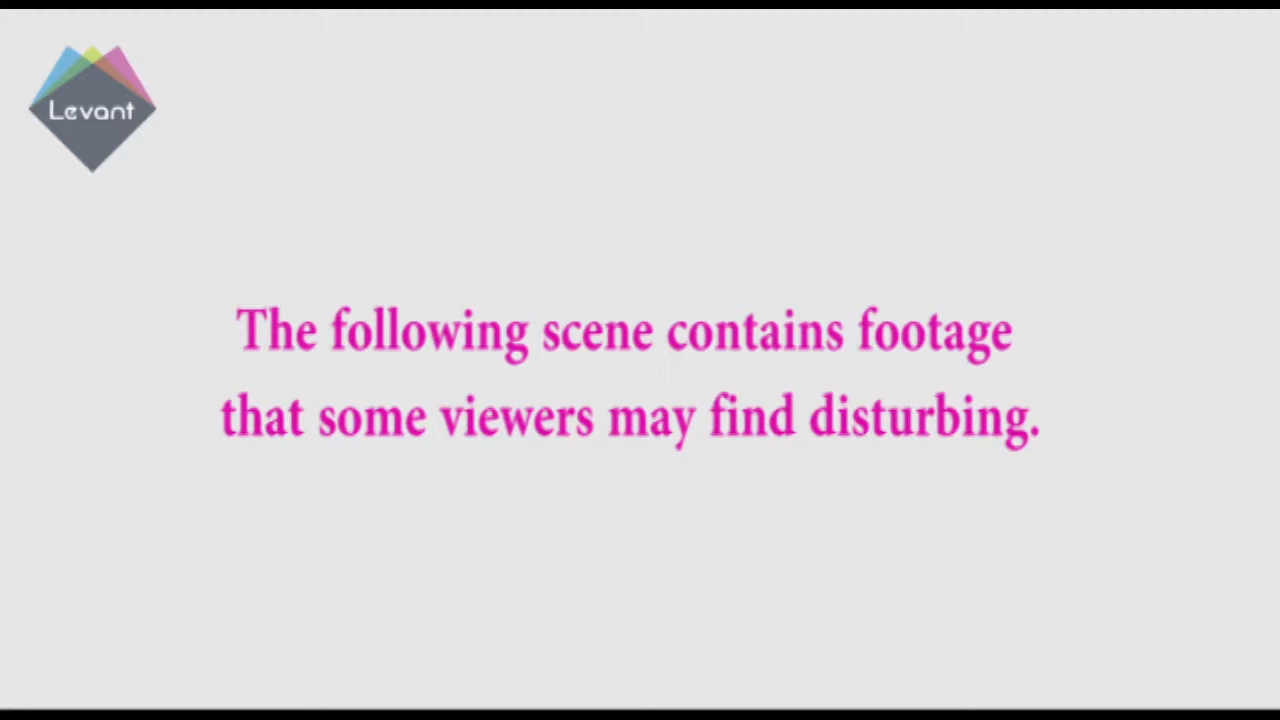 Levant
The following scene contains footage
that some viewers may find disturbing.